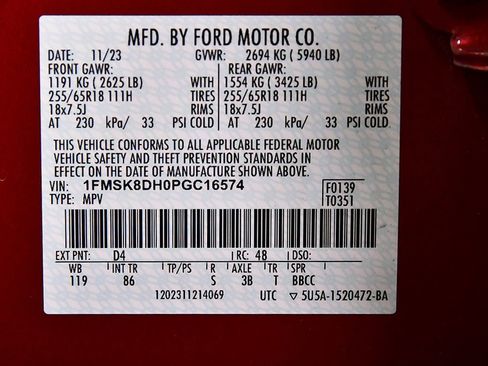 MFD. BY FORD MOTOR CO.
DATE: 11/23 GVWR: 2694 KG ( 5940 LB)
FRONT GAWR: REAR GAWR:
1191 KG ( 2625 LB) WITH 1554 KG ( 3425 LB) WITH
255/65R18 111H TIRES 255/65R18 111H TIRES
18x7.5J RIMS 18x7.5J RIMS
AT 230 kPa/ 33 PSI COLD AT 230 kPa/ 33 PSI COLD
THIS VEHICLE CONFORMS TO ALL APPLICABLE FEDERAL MOTOR
VEHICLE SAFETY AND THEFT PREVENTION STANDARDS IN
EFFECT ON THE DATE OF MANUFACTURE SHOWN ABOVE.
VIN: 1FMSK8DH0PGC16574 F0139
TYPE: MPV T0351
EXT PNT: D4 RC: 48 DSO:
WB INT TR TP/PS R AXLE TR SPR
119 86 S 3B T BBCC
1202311214069 UTC ▽ 5U5A-1520472-BA